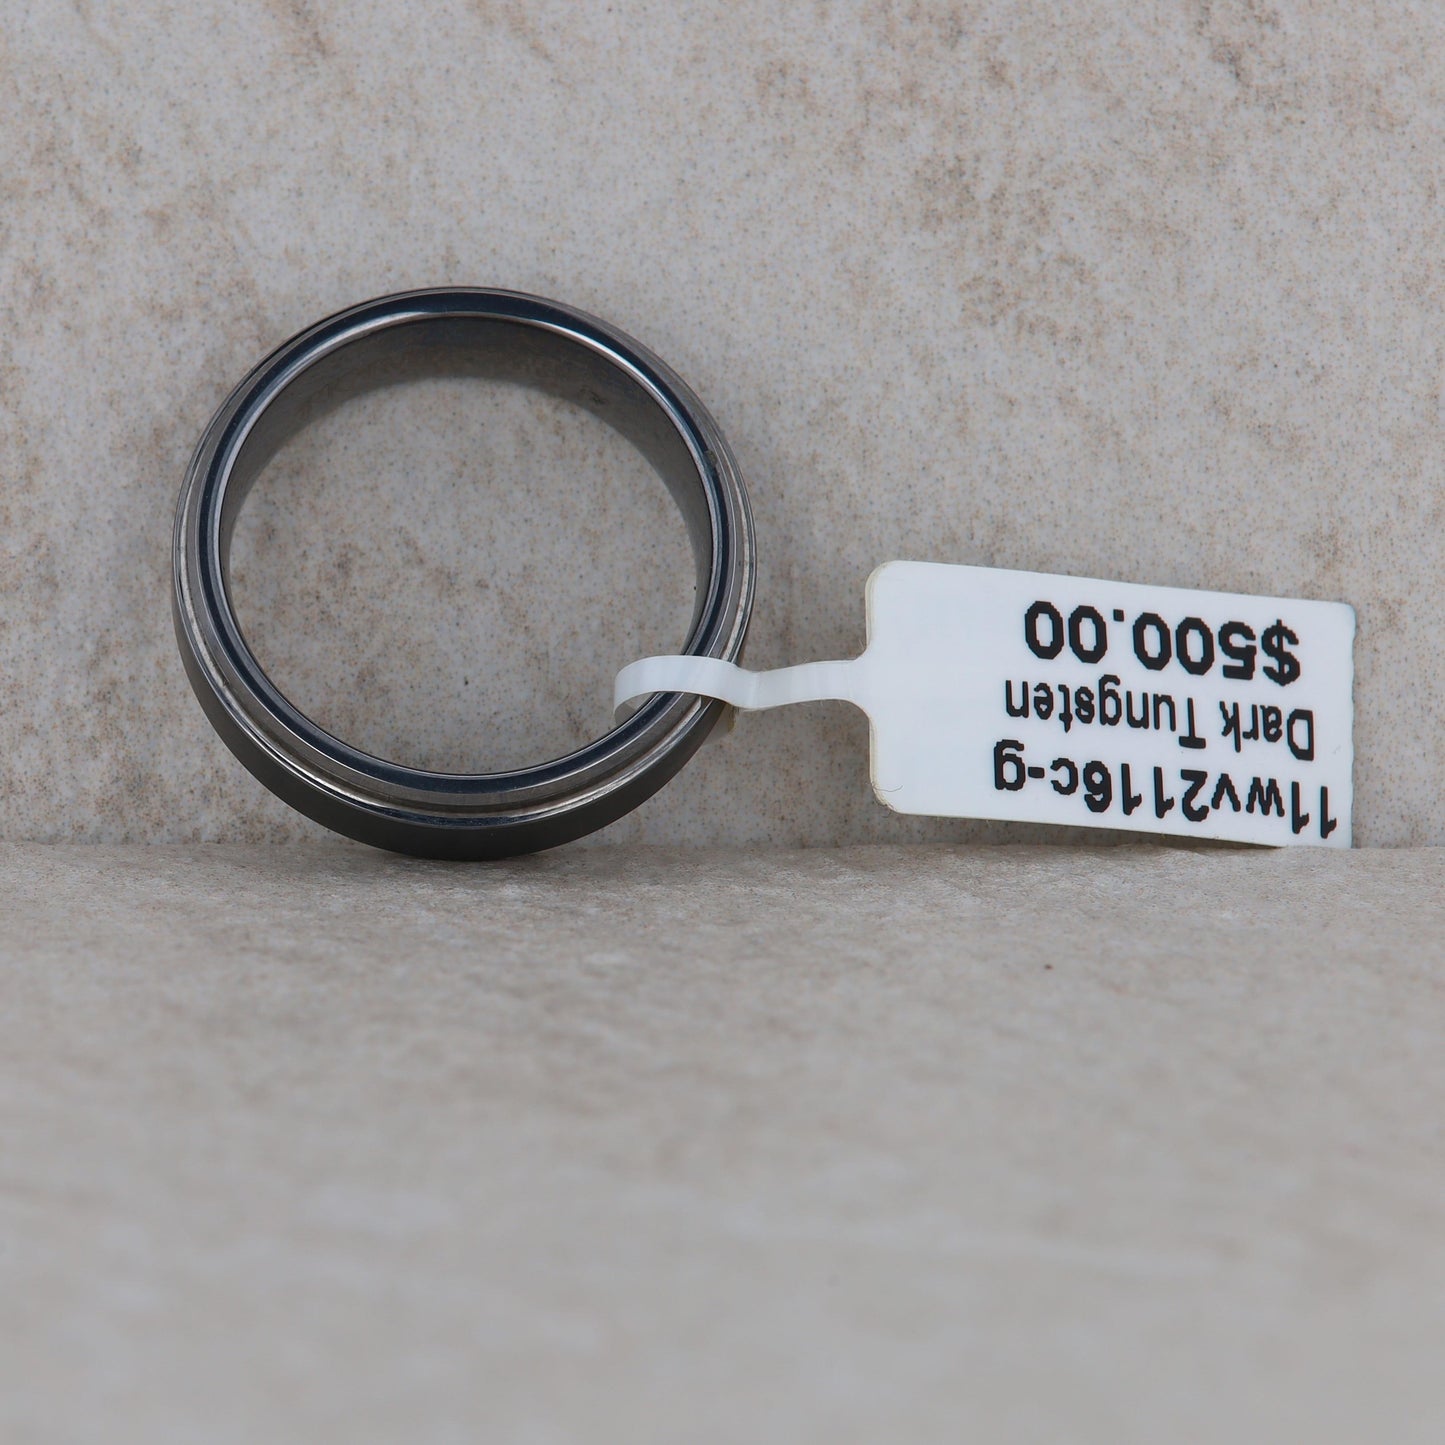 11wv2116c-g
Dark Tungsten
$500.00